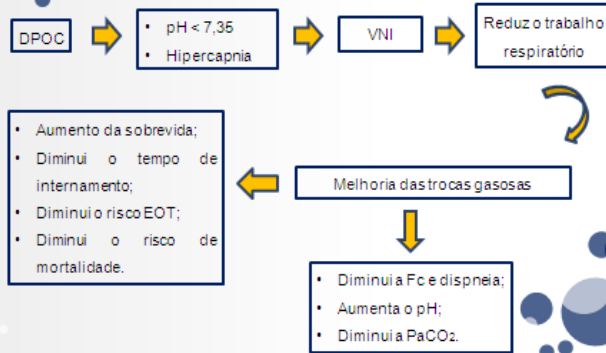 DPOC
• pH < 7,35
• Hipercapnia
VNI
Reduz o trabalho
respiratório
Melhoria das trocas gasosas
• Aumento da sobrevida;
• Diminui o tempo de
internamento;
• Diminui o risco EOT;
• Diminui o risco de
mortalidade.
• Diminui a Fc e dispneia;
• Aumenta o pH;
• Diminui a PaCO₂.